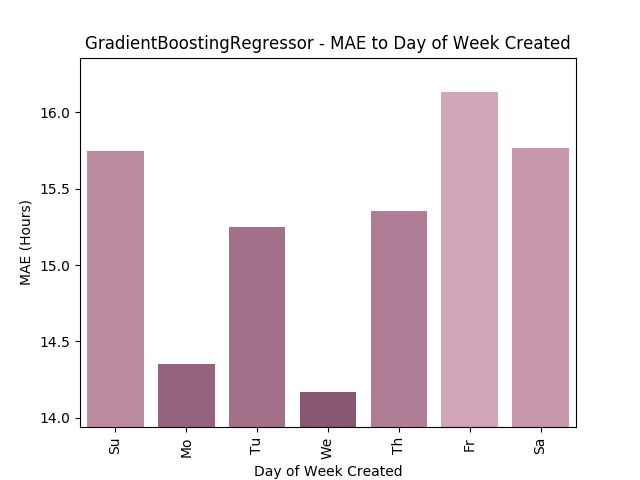 GradientBoostingRegressor - MAE to Day of Week Created
MAE (Hours)
16.0
15.5
15.0
14.5
14.0
Su
Mo
Tu
We
Th
Fr
Sa
Day of Week Created